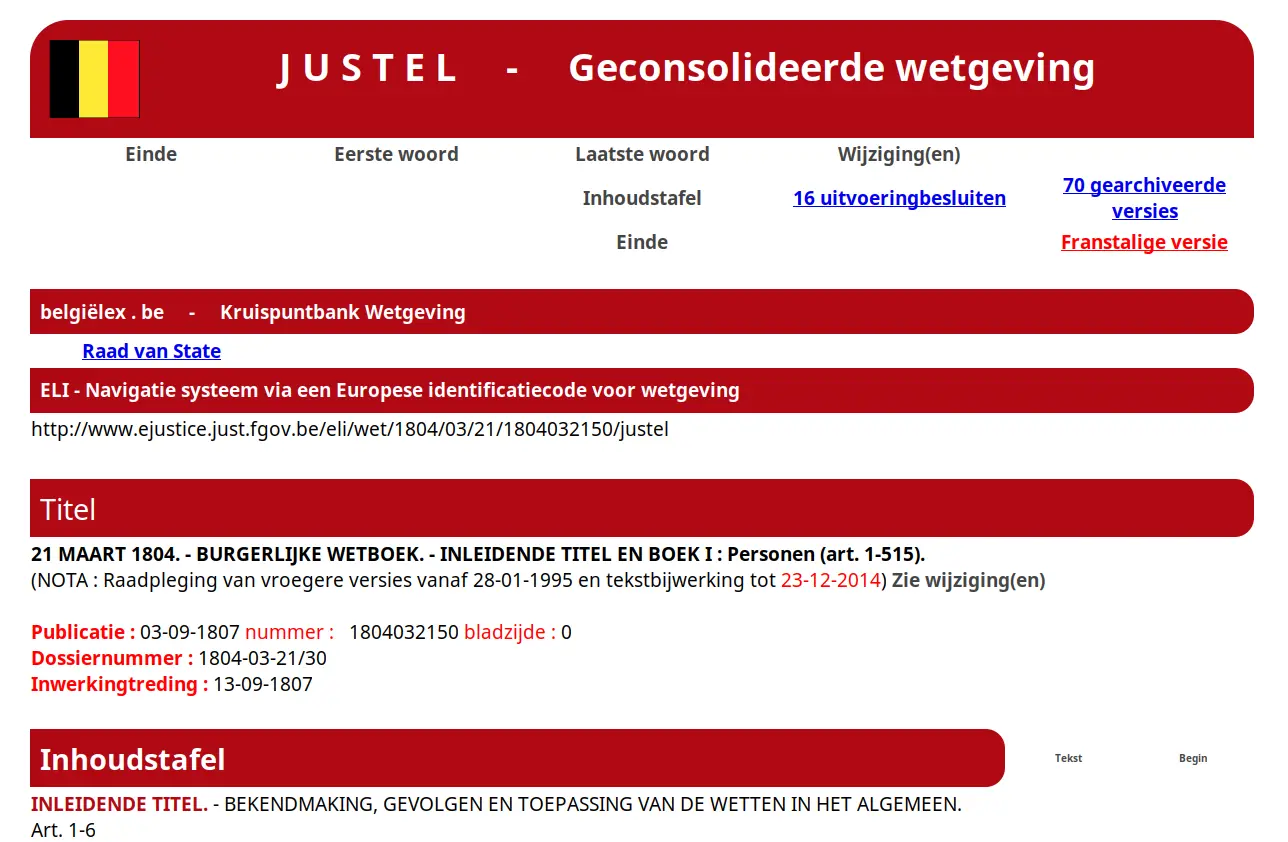 JUSTEL - Geconsolideerde wetgeving
Einde Eerste woord Laatste woord Wijziging(en)
Inhoudstafel 16 uitvoeringbesluiten 70 gearchiveerde versies
Einde Franstalige versie
belgiëlex . be - Kruispuntbank Wetgeving
Raad van State
ELI - Navigatie systeem via een Europese identificatiecode voor wetgeving
http://www.ejustice.just.fgov.be/eli/wet/1804/03/21/1804032150/justel
Titel
21 MAART 1804. - BURGERLIJKE WETBOEK. - INLEIDENDE TITEL EN BOEK I : Personen (art. 1-515).
(NOTA : Raadpleging van vroegere versies vanaf 28-01-1995 en tekstbijwerking tot 23-12-2014) Zie wijziging(en)
Publicatie : 03-09-1807 nummer : 1804032150 bladzijde : 0
Dossiernummer : 1804-03-21/30
Inwerkingtreding : 13-09-1807
Inhoudstafel Tekst Begin
INLEIDENDE TITEL. - BEKENDMAKING, GEVOLGEN EN TOEPASSING VAN DE WETTEN IN HET ALGEMEEN.
Art. 1-6